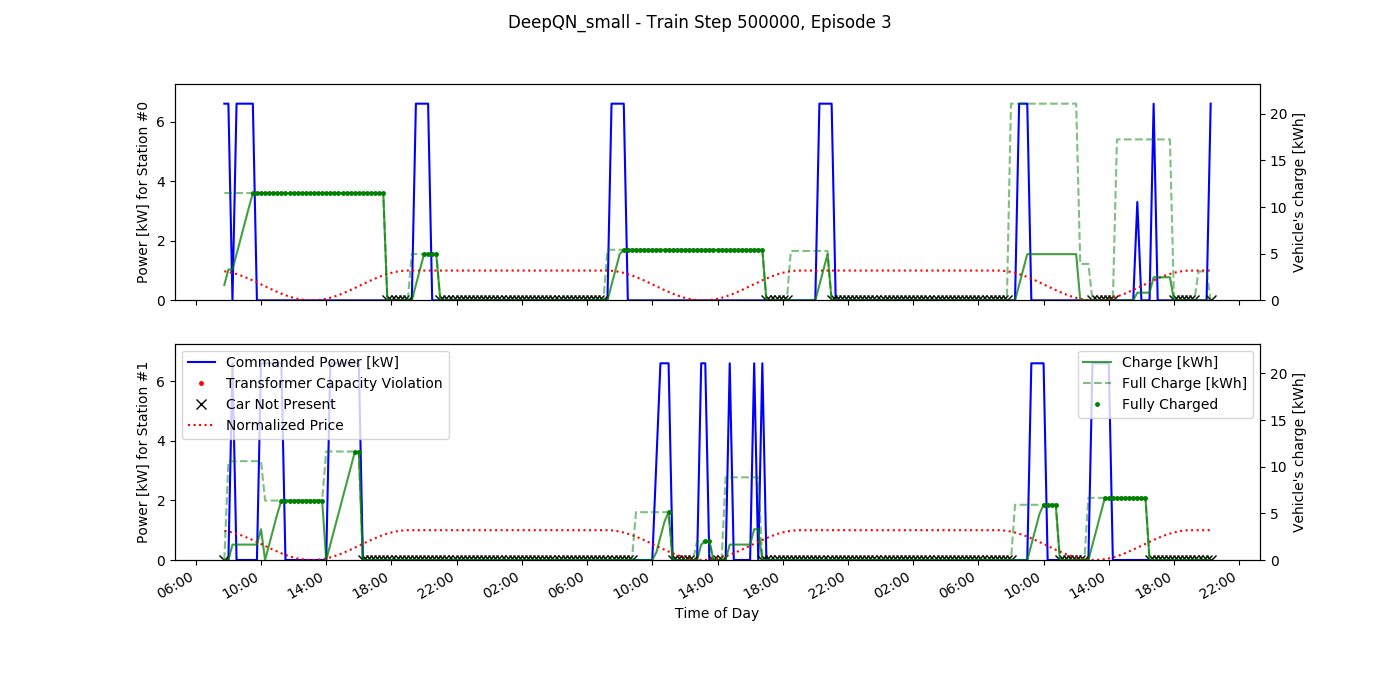 DeepQN_small - Train Step 500000, Episode 3
Power [kW] for Station #0
6
4
2
0
20
15
10
5
0
Vehicle's charge [kWh]
Power [kW] for Station #1
6
4
2
0
Commanded Power [kW]
Transformer Capacity Violation
Car Not Present
Normalized Price
Charge [kWh]
Full Charge [kWh]
Fully Charged
20
15
10
5
0
Vehicle's charge [kWh]
06:00 10:00 14:00 18:00 22:00 02:00 06:00 10:00 14:00 18:00 22:00 02:00 06:00 10:00 14:00 18:00 22:00
Time of Day